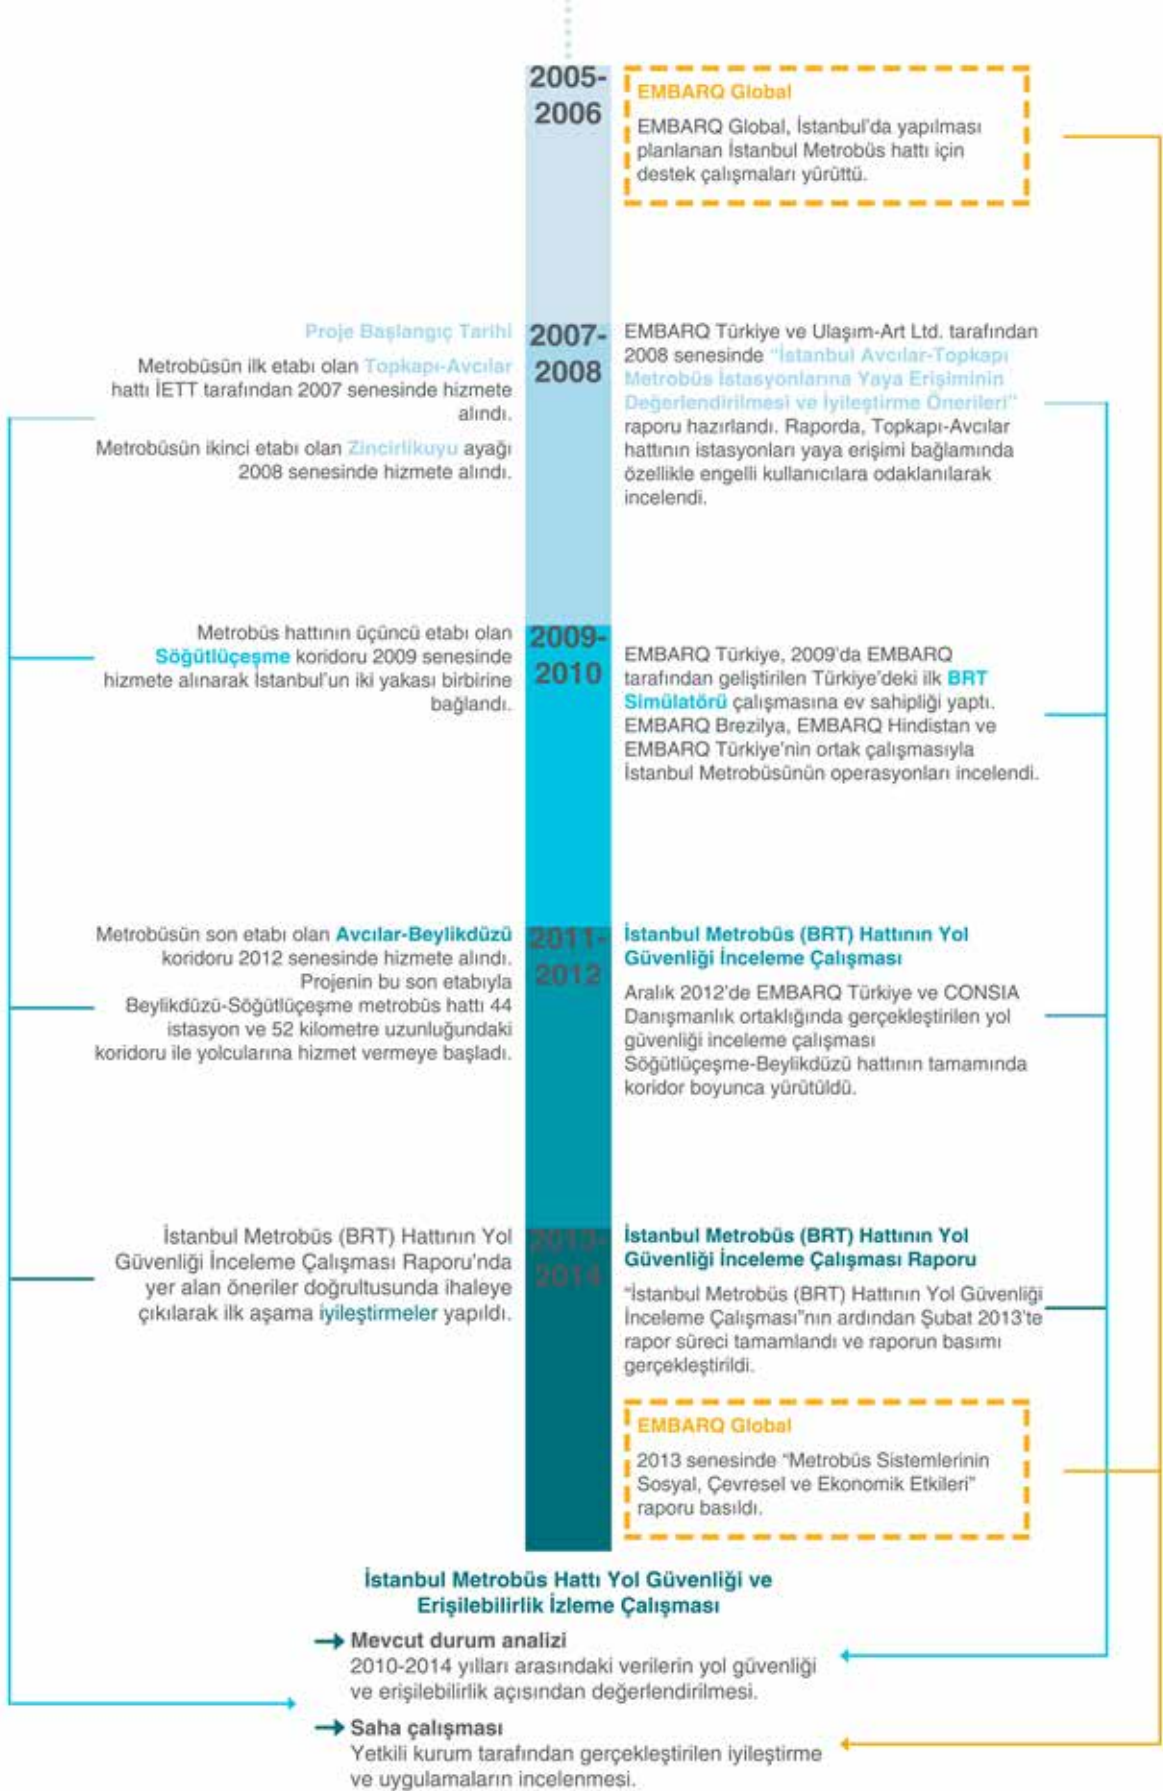 2005-
2006
EMBARQ Global
EMBARQ Global, İstanbul'da yapılması
planlanan İstanbul Metrobüs hattı için
destek çalışmaları yürüttü.
Proje Başlangıç Tarihi
Metrobüsün ilk etabı olan Topkapı-Avcılar
hattı İETT tarafından 2007 senesinde hizmete
alındı.
Metrobüsün ikinci etabı olan Zincirlikuyu ayağı
2008 senesinde hizmete alındı.
2007-
2008
EMBARQ Türkiye ve Ulaşım-Art Ltd. tarafından
2008 senesinde “İstanbul Avcılar-Topkapı
Metrobüs İstasyonlarına Yaya Erişiminin
Değerlendirilmesi ve İyileştirme Önerileri”
raporu hazırlandı. Raporda, Topkapı-Avcılar
hattının istasyonları yaya erişimi bağlamında
özellikle engelli kullanıcılara odaklanılarak
incelendi.
Metrobüs hattının üçüncü etabı olan
Söğütlüçeşme koridoru 2009 senesinde
hizmete alınarak İstanbul'un iki yakası birbirine
bağlandı.
2009-
2010
EMBARQ Türkiye, 2009'da EMBARQ
tarafından geliştirilen Türkiye'deki ilk BRT
Simülatörü çalışmasına ev sahipliği yaptı.
EMBARQ Brezilya, EMBARQ Hindistan ve
EMBARQ Türkiye'nin ortak çalışmasıyla
İstanbul Metrobüsünün operasyonları incelendi.
Metrobüsün son etabı olan Avcılar-Beylikdüzü
koridoru 2012 senesinde hizmete alındı.
Projenin bu son etabıyla
Beylikdüzü-Söğütlüçeşme metrobüs hattı 44
istasyon ve 52 kilometre uzunluğundaki
koridoru ile yolcularına hizmet vermeye başladı.
2011-
2012
İstanbul Metrobüs (BRT) Hattının Yol
Güvenliği İnceleme Çalışması
Aralık 2012'de EMBARQ Türkiye ve CONSIA
Danışmanlık ortaklığında gerçekleştirilen yol
güvenliği inceleme çalışması
Söğütlüçeşme-Beylikdüzü hattının tamamında
koridor boyunca yürütüldü.
İstanbul Metrobüs (BRT) Hattının Yol
Güvenliği İnceleme Çalışması Raporu'nda
yer alan öneriler doğrultusunda ihaleye
çıkılarak ilk aşama iyileştirmeler yapıldı.
2013-
2014
İstanbul Metrobüs (BRT) Hattının Yol
Güvenliği İnceleme Çalışması Raporu
“İstanbul Metrobüs (BRT) Hattının Yol Güvenliği
İnceleme Çalışması”nın ardından Şubat 2013'te
rapor süreci tamamlandı ve raporun basımı
gerçekleştirildi.
EMBARQ Global
2013 senesinde “Metrobüs Sistemlerinin
Sosyal, Çevresel ve Ekonomik Etkileri”
raporu basıldı.
İstanbul Metrobüs Hattı Yol Güvenliği ve
Erişilebilirlik İzleme Çalışması
Mevcut durum analizi
2010-2014 yılları arasındaki verilerin yol güvenliği
ve erişilebilirlik açısından değerlendirilmesi.
Saha çalışması
Yetkili kurum tarafından gerçekleştirilen iyileştirme
ve uygulamaların incelenmesi.